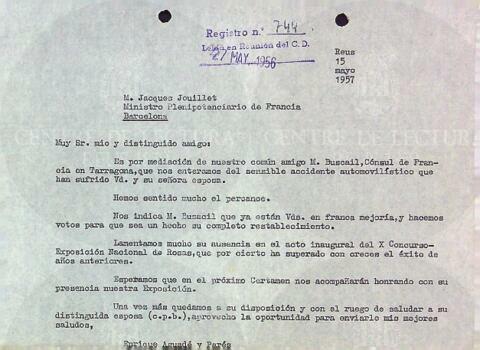 Registro n.º 744
Leída en Reunión del C.D.
27 MAY 1956
Reus
15
mayo
1957
M. Jacques Jouillet
Ministro Plenipotenciario de Francia
Barcelona
Muy Sr. mio y distinguido amigo:
Es por mediación de nuestro común amigo M. Buscail,Cónsul de Fran-
cia en Tarragona,que nos enteramos del sensible accidente automovilístico que
han sufrido Vd. y su señora esposa.
Hemos sentido mucho el percance.
Nos indica M. Buscail que ya están Vds. en franca mejoría,y hacemos
votos para que sea un hecho su completo restablecimiento.
Lamentamos mucho su ausencia en el acto inaugural del X Concurso-
Exposición Nacional de Rosas,que por cierto ha superado con creces el éxito de
años anteriores.
Esperamos que en el próximo Certamen nos acompañarán honrando con su
presencia nuestra Exposición.
Una vez más quedamos a su disposición y con el ruego de saludar a su
distinguida esposa (c.p.b.),aprovecho la oportunidad para enviarle mis mejores
saludos,
Enrique Aguadé y Parés